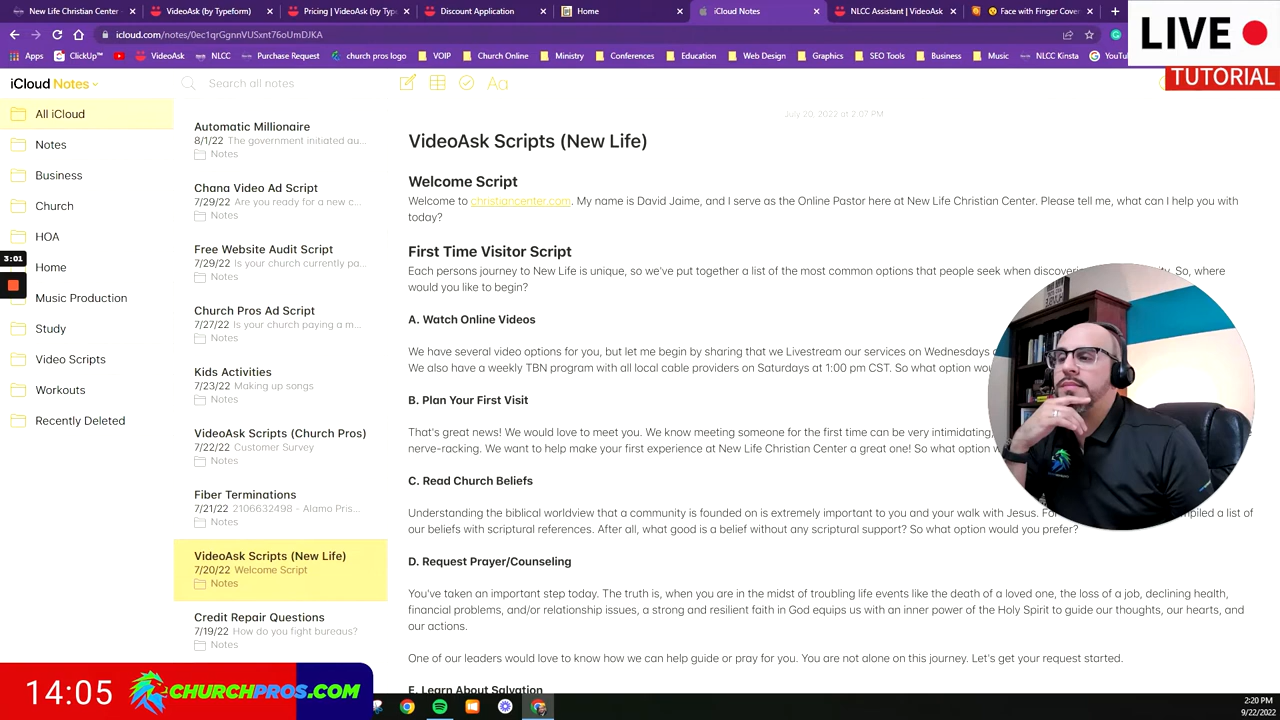 New Life Christian Center
VideoAsk (by Typeform)
Pricing | VideoAsk (by Typ
Discount Application
Home
iCloud Notes
NLCC Assistant | VideoAsk
Face with Finger Cover
icloud.com/notes/0ec1qrGgnnVUSxnt76oUmDJKA
LIVE
Apps
ClickUp™
VideoAsk
NLCC
Purchase Request
church pros logo
VOIP
Church Online
Ministry
Conferences
Education
Web Design
Graphics
SEO Tools
Business
Music
NLCC Kinsta
TUTORIAL
iCloud Notes
Search all notes
Aa
All iCloud
Notes
Business
Church
HOA
Home
Music Production
Study
Video Scripts
Workouts
Recently Deleted
3:01
Automatic Millionaire
8/1/22 The government initiated au...
Notes
Chana Video Ad Script
7/29/22 Are you ready for a new c...
Notes
Free Website Audit Script
7/29/22 Is your church currently pa...
Notes
Church Pros Ad Script
7/27/22 Is your church paying a m...
Notes
Kids Activities
7/23/22 Making up songs
Notes
VideoAsk Scripts (Church Pros)
7/22/22 Customer Survey
Notes
Fiber Terminations
7/21/22 2106632498 - Alamo Pris...
Notes
VideoAsk Scripts (New Life)
7/20/22 Welcome Script
Notes
Credit Repair Questions
7/19/22 How do you fight bureaus?
Notes
July 20, 2022 at 2:07 PM
VideoAsk Scripts (New Life)
Welcome Script
Welcome to christiancenter.com. My name is David Jaime, and I serve as the Online Pastor here at New Life Christian Center. Please tell me, what can I help you with
today?
First Time Visitor Script
Each persons journey to New Life is unique, so we've put together a list of the most common options that people seek when discoveri
So, where
would you like to begin?
A. Watch Online Videos
We have several video options for you, but let me begin by sharing that we Livestream our services on Wednesdays
We also have a weekly TBN program with all local cable providers on Saturdays at 1:00 pm CST. So what option wou
B. Plan Your First Visit
That's great news! We would love to meet you. We know meeting someone for the first time can be very intimidating,
nerve-racking. We want to help make your first experience at New Life Christian Center a great one! So what option w
C. Read Church Beliefs
Understanding the biblical worldview that a community is founded on is extremely important to you and your walk with Jesus. Fo
mpiled a list of
our beliefs with scriptural references. After all, what good is a belief without any scriptural support? So what option would you prefer?
D. Request Prayer/Counseling
You've taken an important step today. The truth is, when you are in the midst of troubling life events like the death of a loved one, the loss of a job, declining health,
financial problems, and/or relationship issues, a strong and resilient faith in God equips us with an inner power of the Holy Spirit to guide our thoughts, our hearts, and
our actions.
One of our leaders would love to know how we can help guide or pray for you. You are not alone on this journey. Let's get your request started.
E. Learn About Salvation
14:05
CHURCHPROS.COM
2:20 PM
9/22/2022